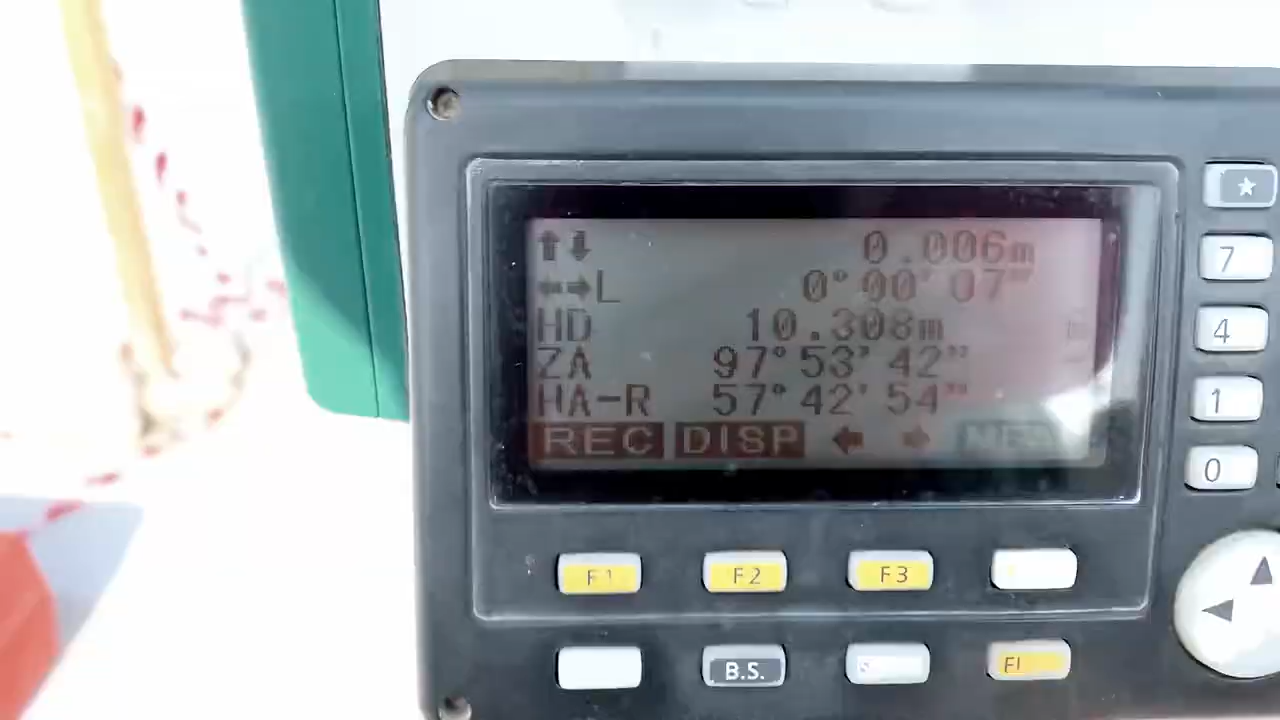 0.006m
L 0°00'07"
HD 10.308m
ZA 97°53'42"
HA-R 57°42'54"
REC DISP
7
4
1
0
F1 F2 F3
B.S.